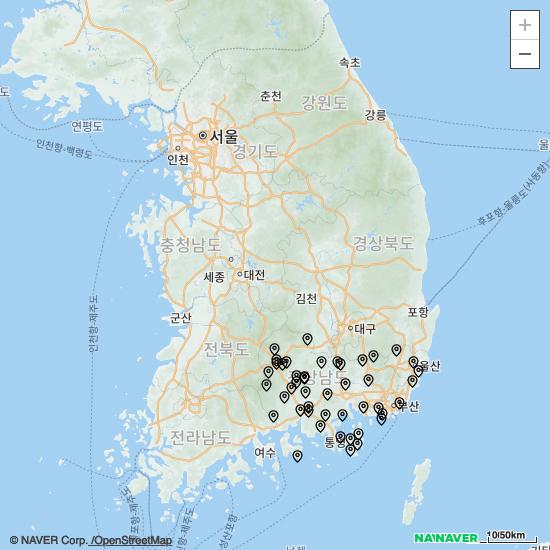 +
−
속초
강원도
춘천
강릉
도
연평도
서울
인천
경기도
인천항-백령도
울
후포항-울릉도(사동항)
충청남도
경상북도
세종
대전
김천
인천항-제주도
군산
포항
대구
전북도
울산
상남도
부산
전라남도
여수
통영
© NAVER Corp. /OpenStreetMap
NAVER
10/50km